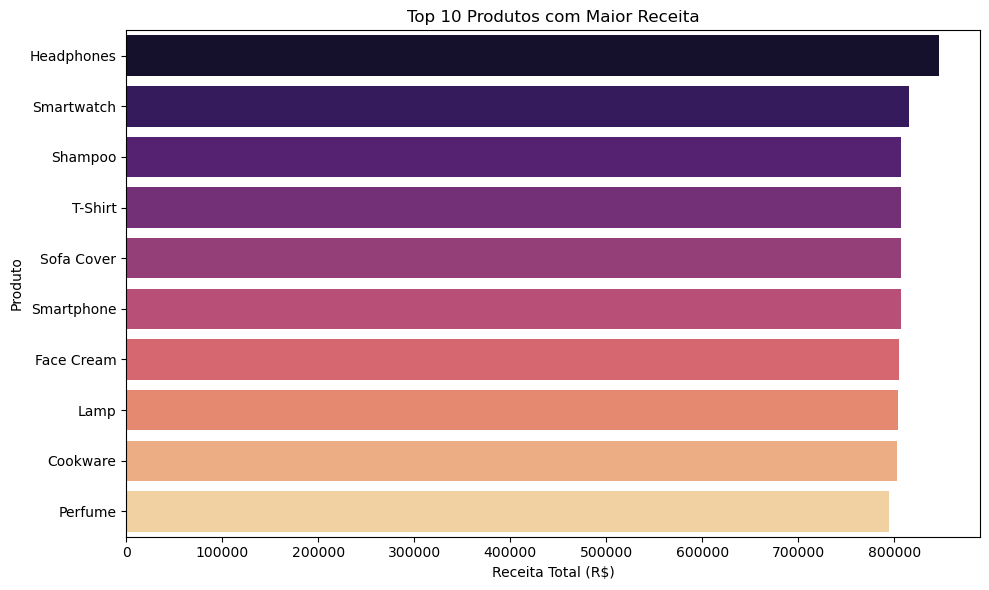 Top 10 Produtos com Maior Receita
Produto
Headphones
Smartwatch
Shampoo
T-Shirt
Sofa Cover
Smartphone
Face Cream
Lamp
Cookware
Perfume
0 100000 200000 300000 400000 500000 600000 700000 800000
Receita Total (R$)